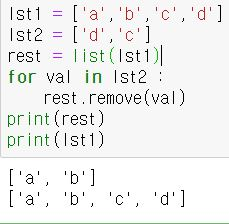 lst1 = ['a','b','c','d']
lst2 = ['d','c']
rest = list(lst1)
for val in lst2 :
    rest.remove(val)
print(rest)
print(lst1)
['a', 'b']
['a', 'b', 'c', 'd']